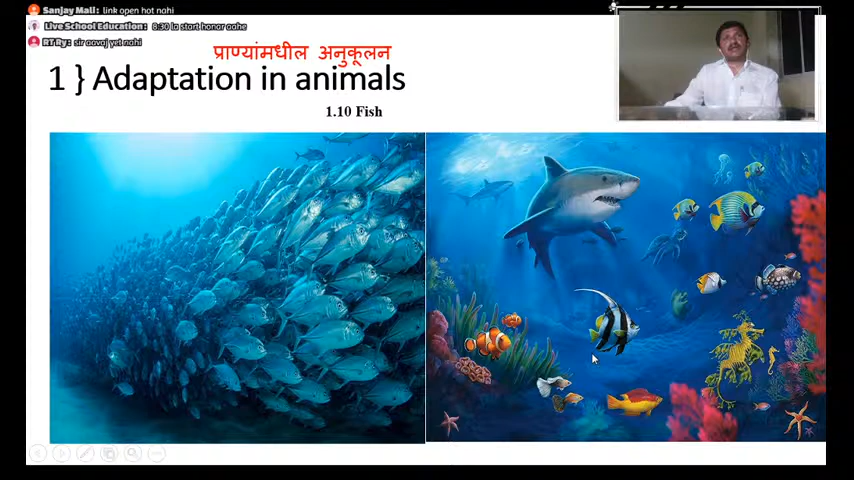 Sanjay Mali: link open hot nahi
Live School Education: 8:30 la start honar aahe
RT Ry: sir aavaj yet nahi
प्राण्यांमधील अनुकूलन
1 } Adaptation in animals
1.10 Fish